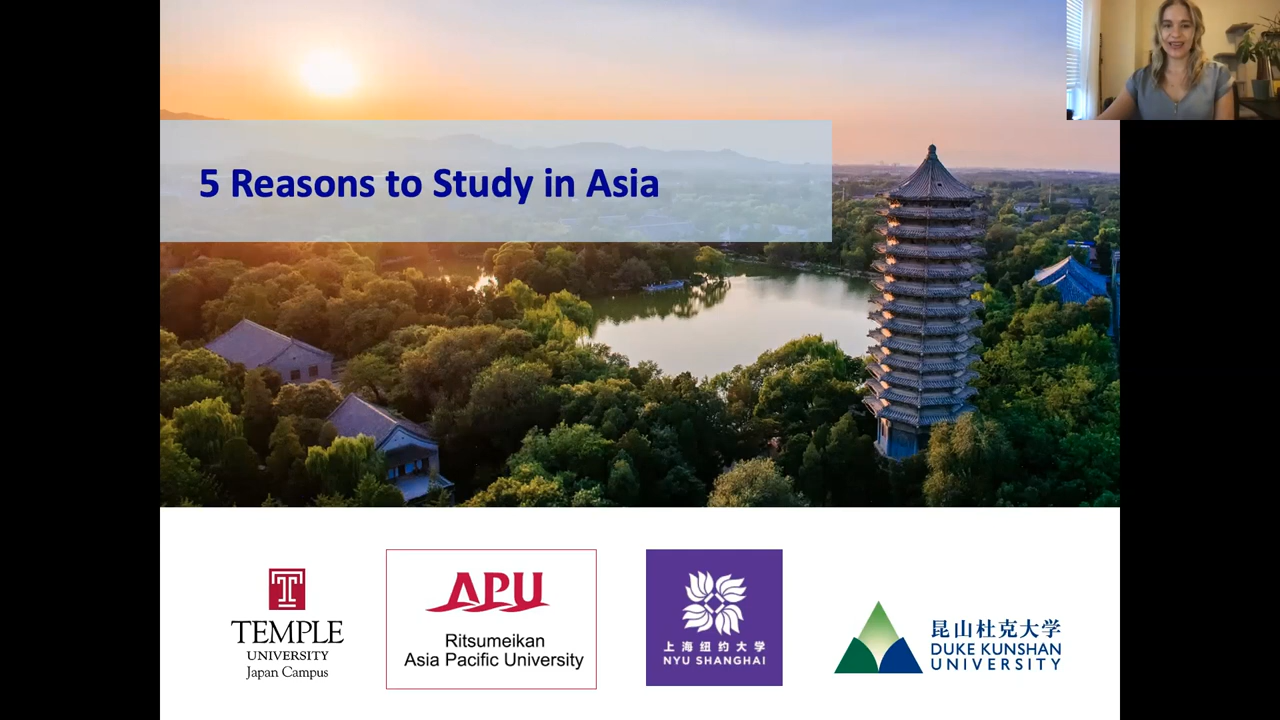 5 Reasons to Study in Asia
TEMPLE
UNIVERSITY
Japan Campus
APU
Ritsumeikan
Asia Pacific University
上海纽约大学
NYU SHANGHAI
昆山杜克大学
DUKE KUNSHAN
UNIVERSITY